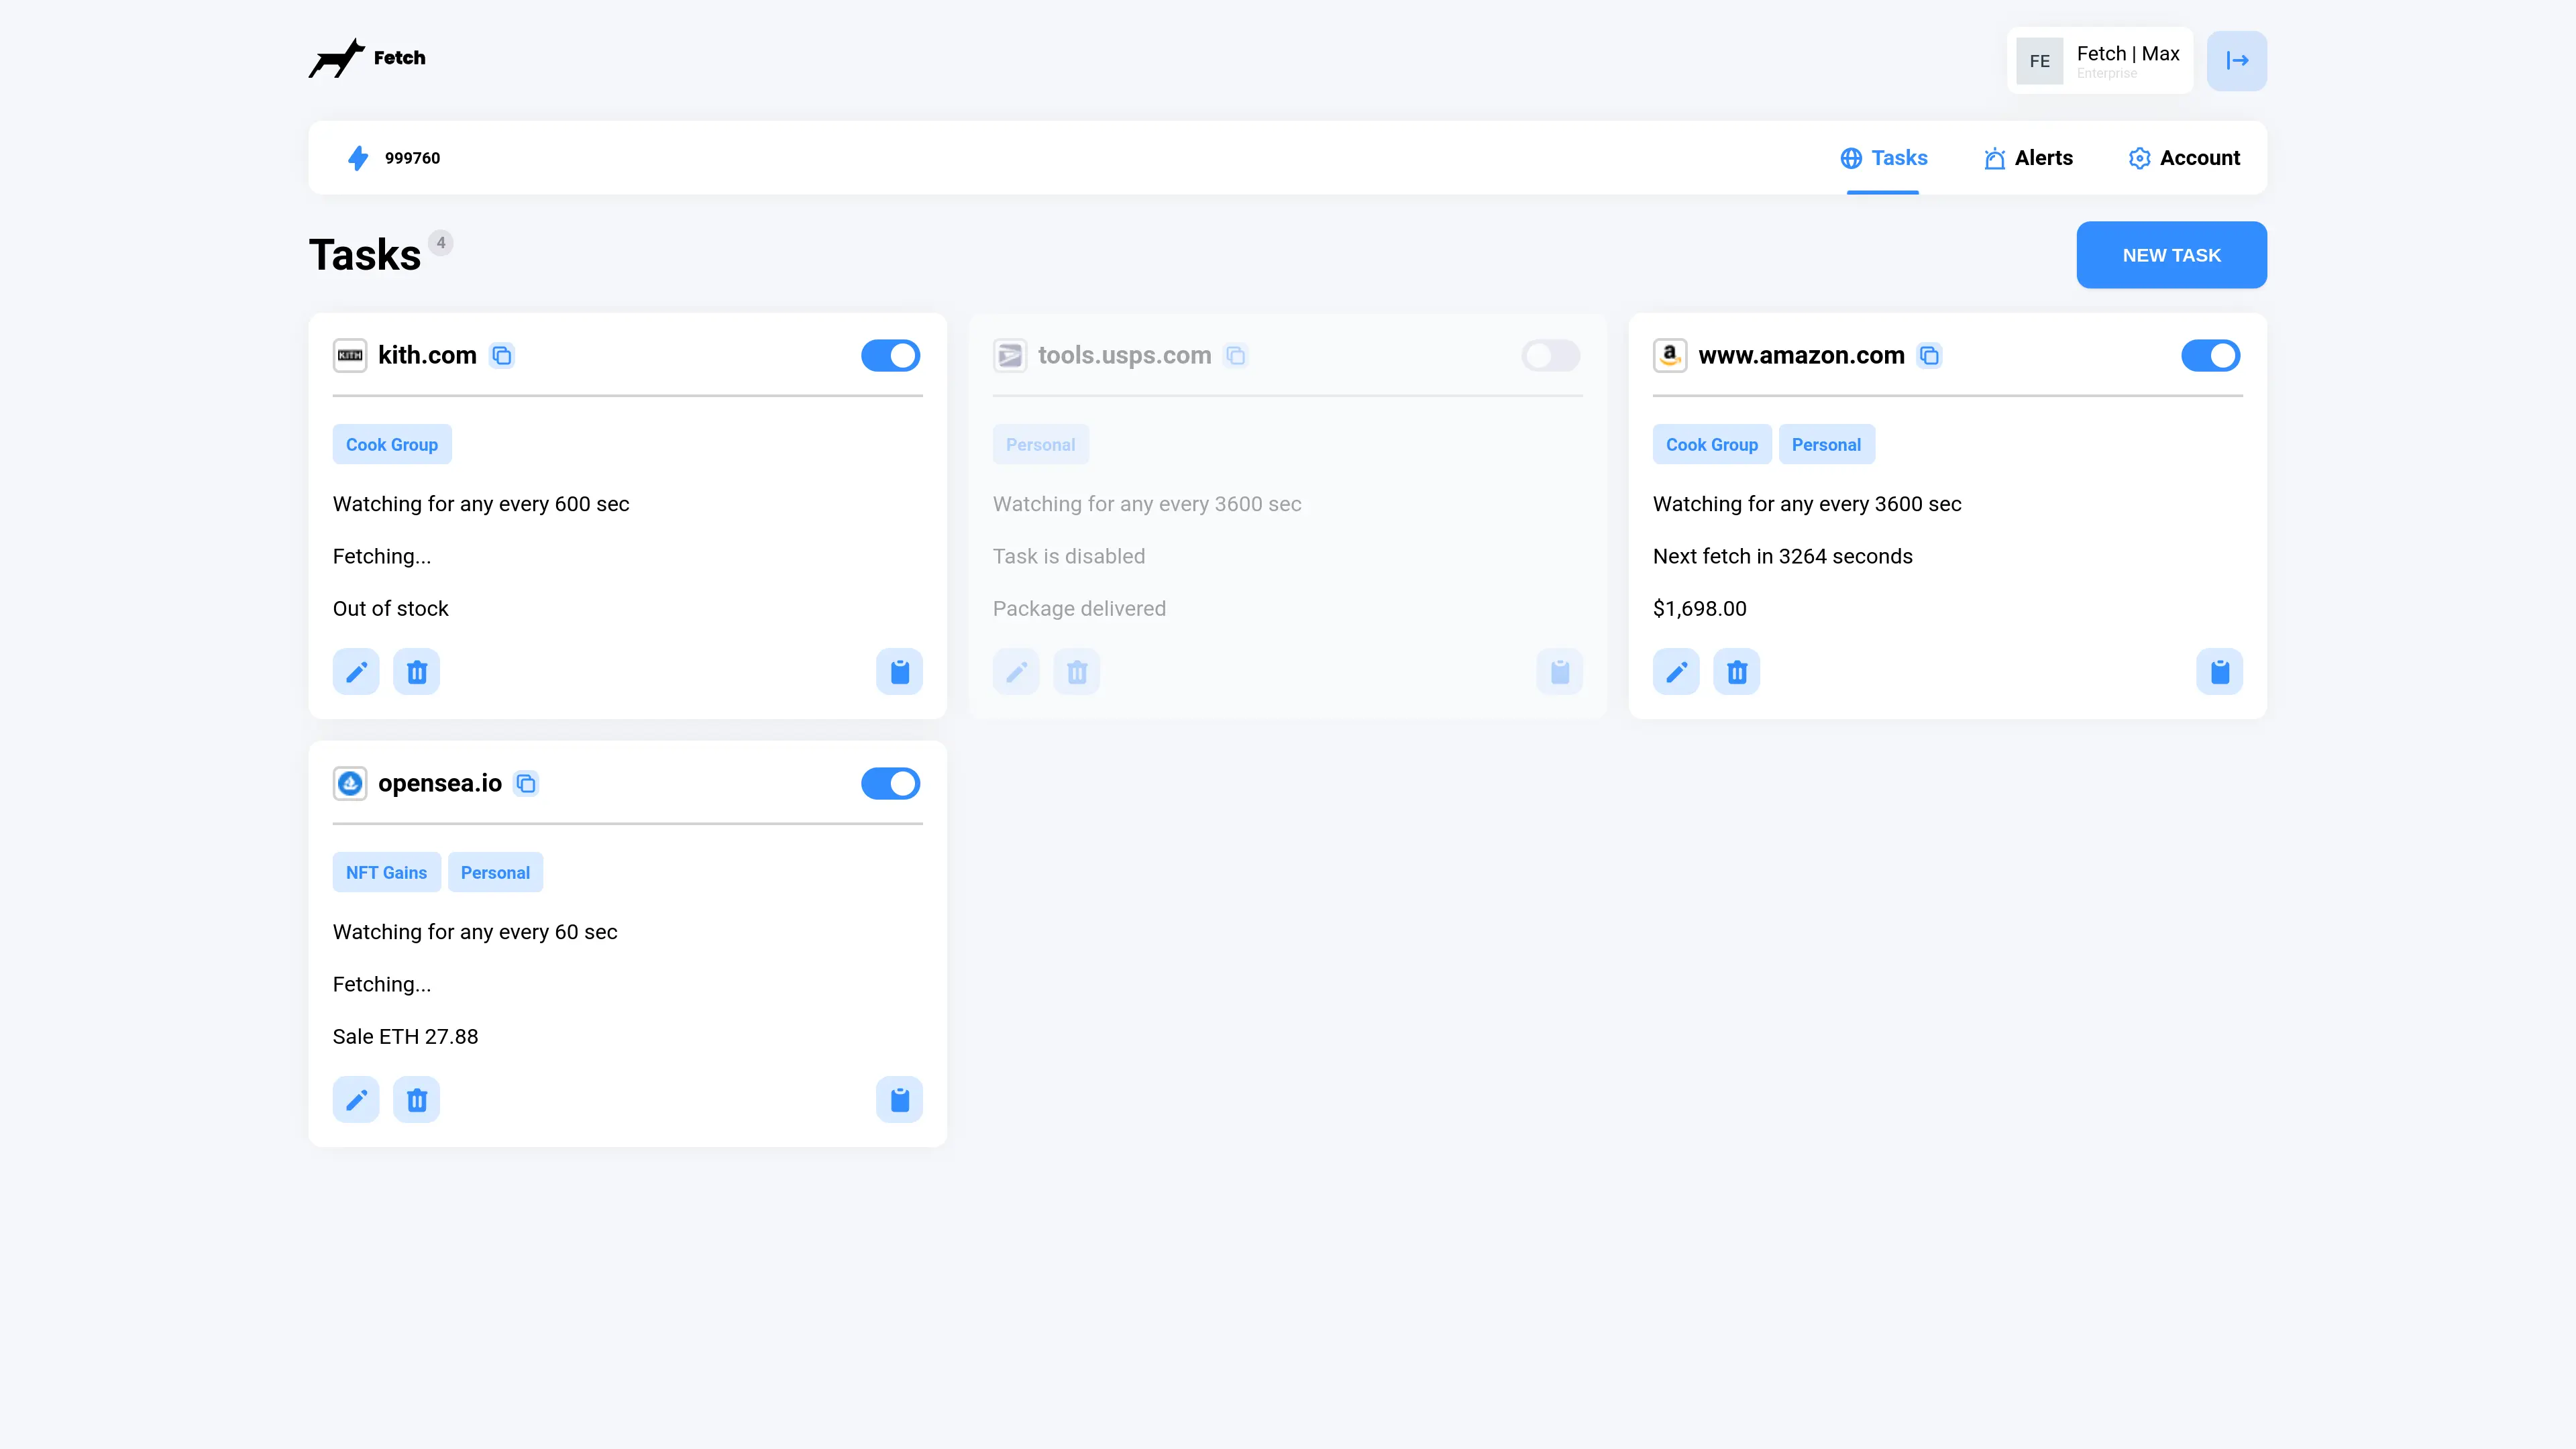 Fetch
FE
Fetch | Max
Enterprise
999760
Tasks
Alerts
Account
Tasks 4
NEW TASK
KITH
kith.com
Cook Group
Watching for any every 600 sec
Fetching...
Out of stock
tools.usps.com
Personal
Watching for any every 3600 sec
Task is disabled
Package delivered
a
www.amazon.com
Cook Group Personal
Watching for any every 3600 sec
Next fetch in 3264 seconds
$1,698.00
opensea.io
NFT Gains Personal
Watching for any every 60 sec
Fetching...
Sale ETH 27.88